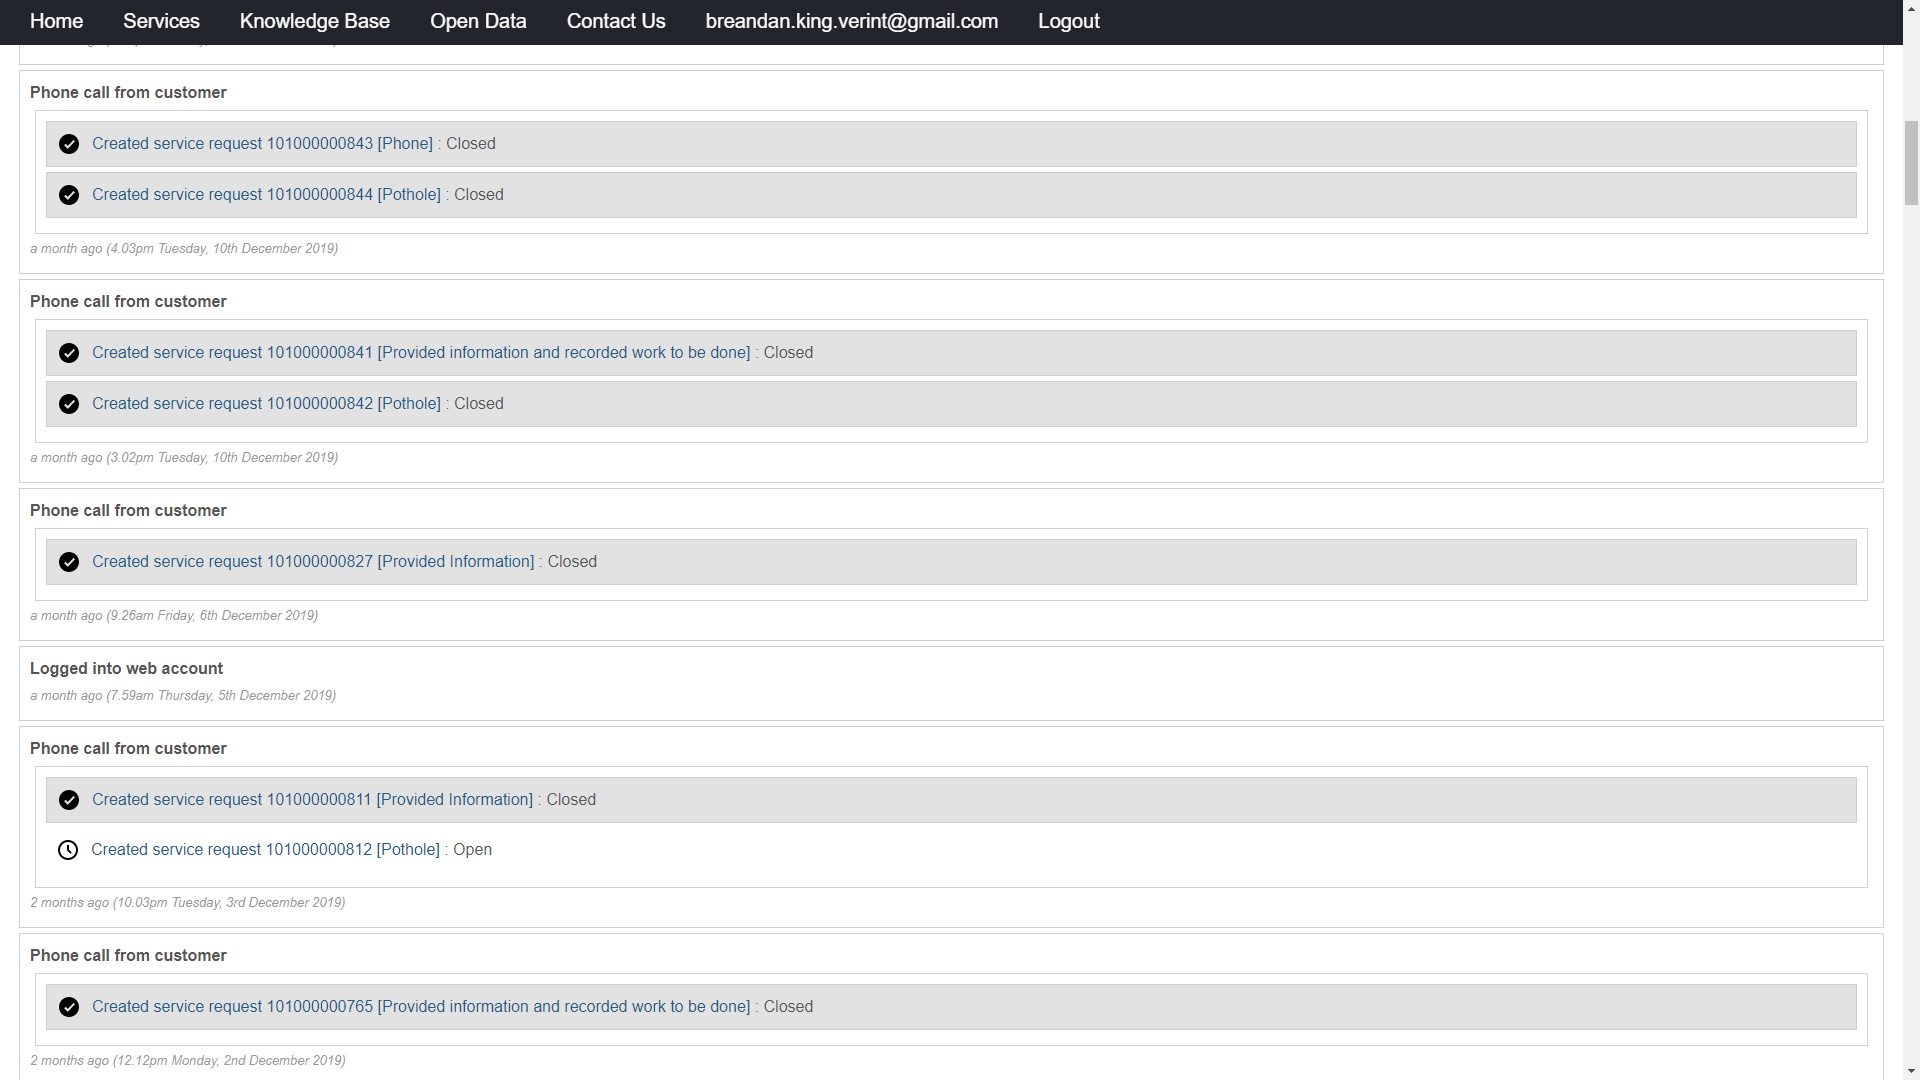 Home Services Knowledge Base Open Data Contact Us breandan.king.verint@gmail.com Logout
Phone call from customer
Created service request 101000000843 [Phone] : Closed
Created service request 101000000844 [Pothole] : Closed
a month ago (4.03pm Tuesday, 10th December 2019)
Phone call from customer
Created service request 101000000841 [Provided information and recorded work to be done] : Closed
Created service request 101000000842 [Pothole] : Closed
a month ago (3.02pm Tuesday, 10th December 2019)
Phone call from customer
Created service request 101000000827 [Provided Information] : Closed
a month ago (9.26am Friday, 6th December 2019)
Logged into web account
a month ago (7.59am Thursday, 5th December 2019)
Phone call from customer
Created service request 101000000811 [Provided Information] : Closed
Created service request 101000000812 [Pothole] : Open
2 months ago (10.03pm Tuesday, 3rd December 2019)
Phone call from customer
Created service request 101000000765 [Provided information and recorded work to be done] : Closed
2 months ago (12.12pm Monday, 2nd December 2019)